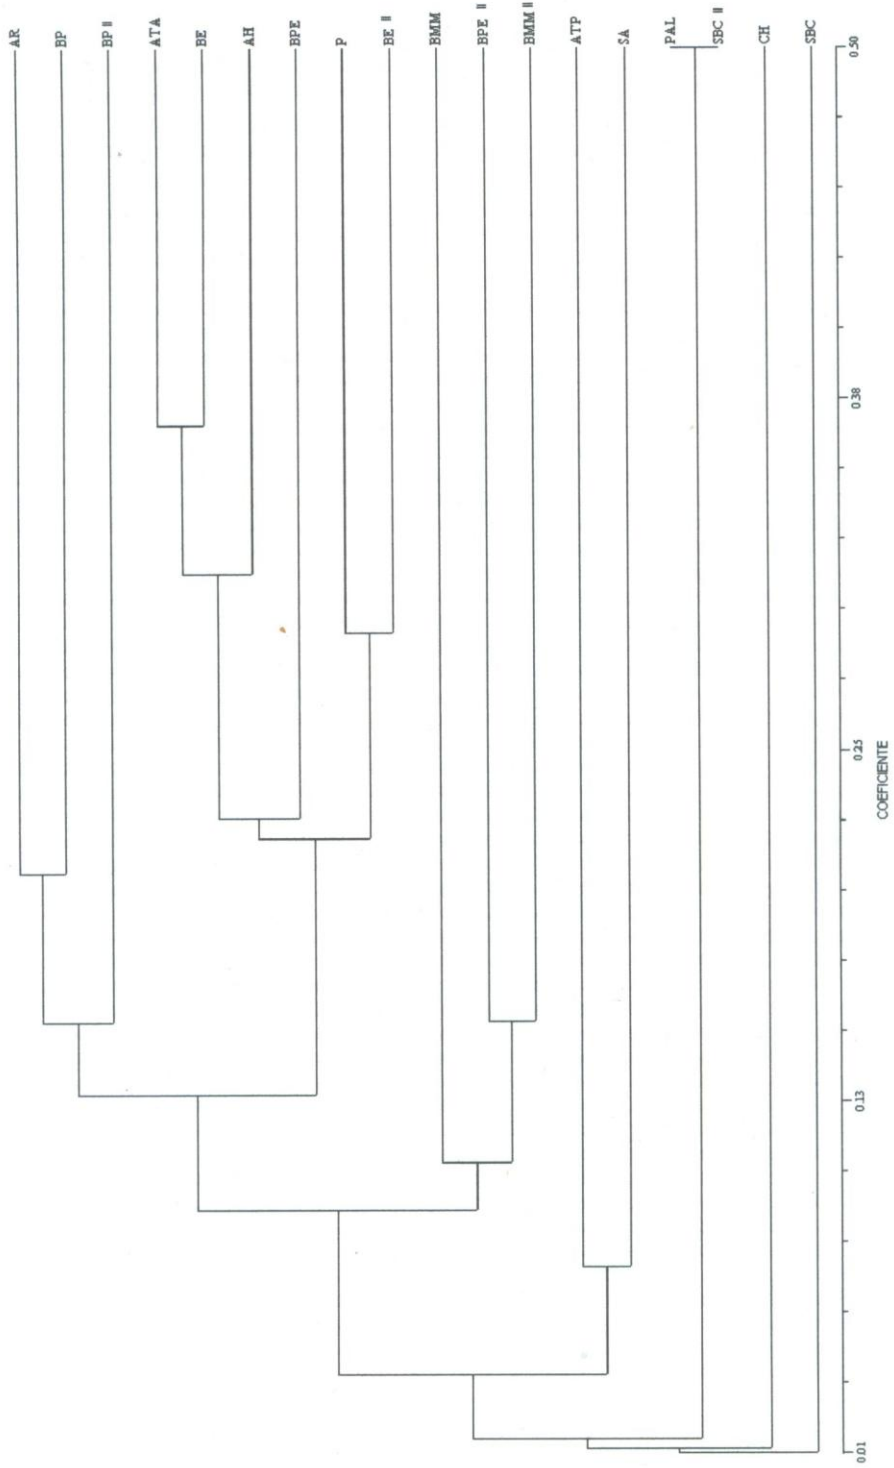 AR
BP
BP II
ATA
BE
AH
BPE
P
BE II
BMM
BPE II
BMM II
ATP
SA
PAL
SBC II
CH
SBC
0.50
0.38
0.25
0.13
0.01
COEFICIENTE